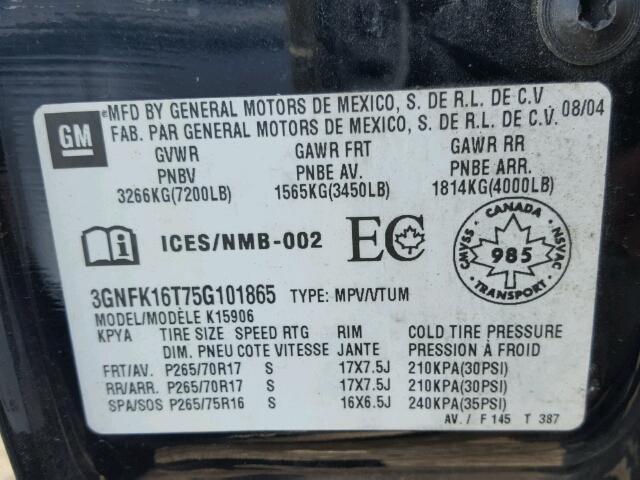 MFD BY GENERAL MOTORS DE MEXICO, S. DE R.L. DE C.V. 08/04
FAB. PAR GENERAL MOTORS DE MEXICO, S. DE R.L. DE C.V.
GM
GVWR GAWR FRT GAWR RR
PNBV PNBE AV. PNBE ARR.
3266KG(7200LB) 1565KG(3450LB) 1814KG(4000LB)
ICES/NMB-002 EC
CANADA
CMVSS 985 NSVAC
TRANSPORT
3GNFK16T75G101865 TYPE: MPV/VTUM
MODEL/MODÈLE K15906
KPYA TIRE SIZE SPEED RTG RIM COLD TIRE PRESSURE
DIM. PNEU COTE VITESSE JANTE PRESSION À FROID
FRT/AV. P265/70R17 S 17X7.5J 210KPA(30PSI)
RR/ARR. P265/70R17 S 17X7.5J 210KPA(30PSI)
SPA/SOS P265/75R16 S 16X6.5J 240KPA(35PSI)
AV. / F 145 T 387